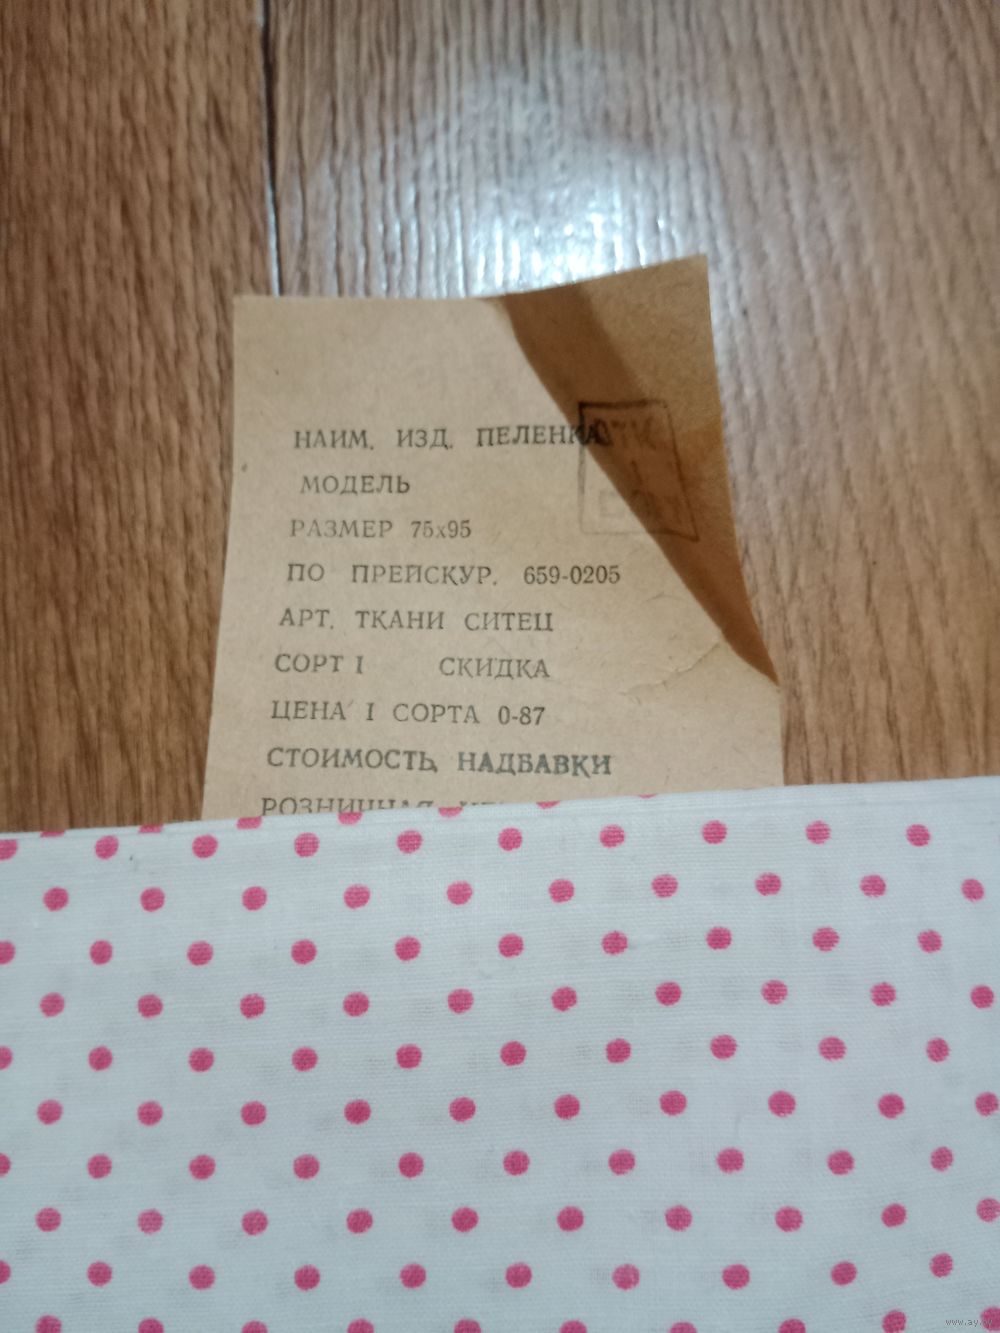 НАИМ. ИЗД. ПЕЛЕНКА
МОДЕЛЬ
РАЗМЕР 75х95
ПО ПРЕЙСКУР. 659-0205
АРТ. ТКАНИ СИТЕЦ
СОРТ I СКИДКА
ЦЕНА I СОРТА 0-87
СТОИМОСТЬ НАДБАВКИ
РОЗНИЧНАЯ